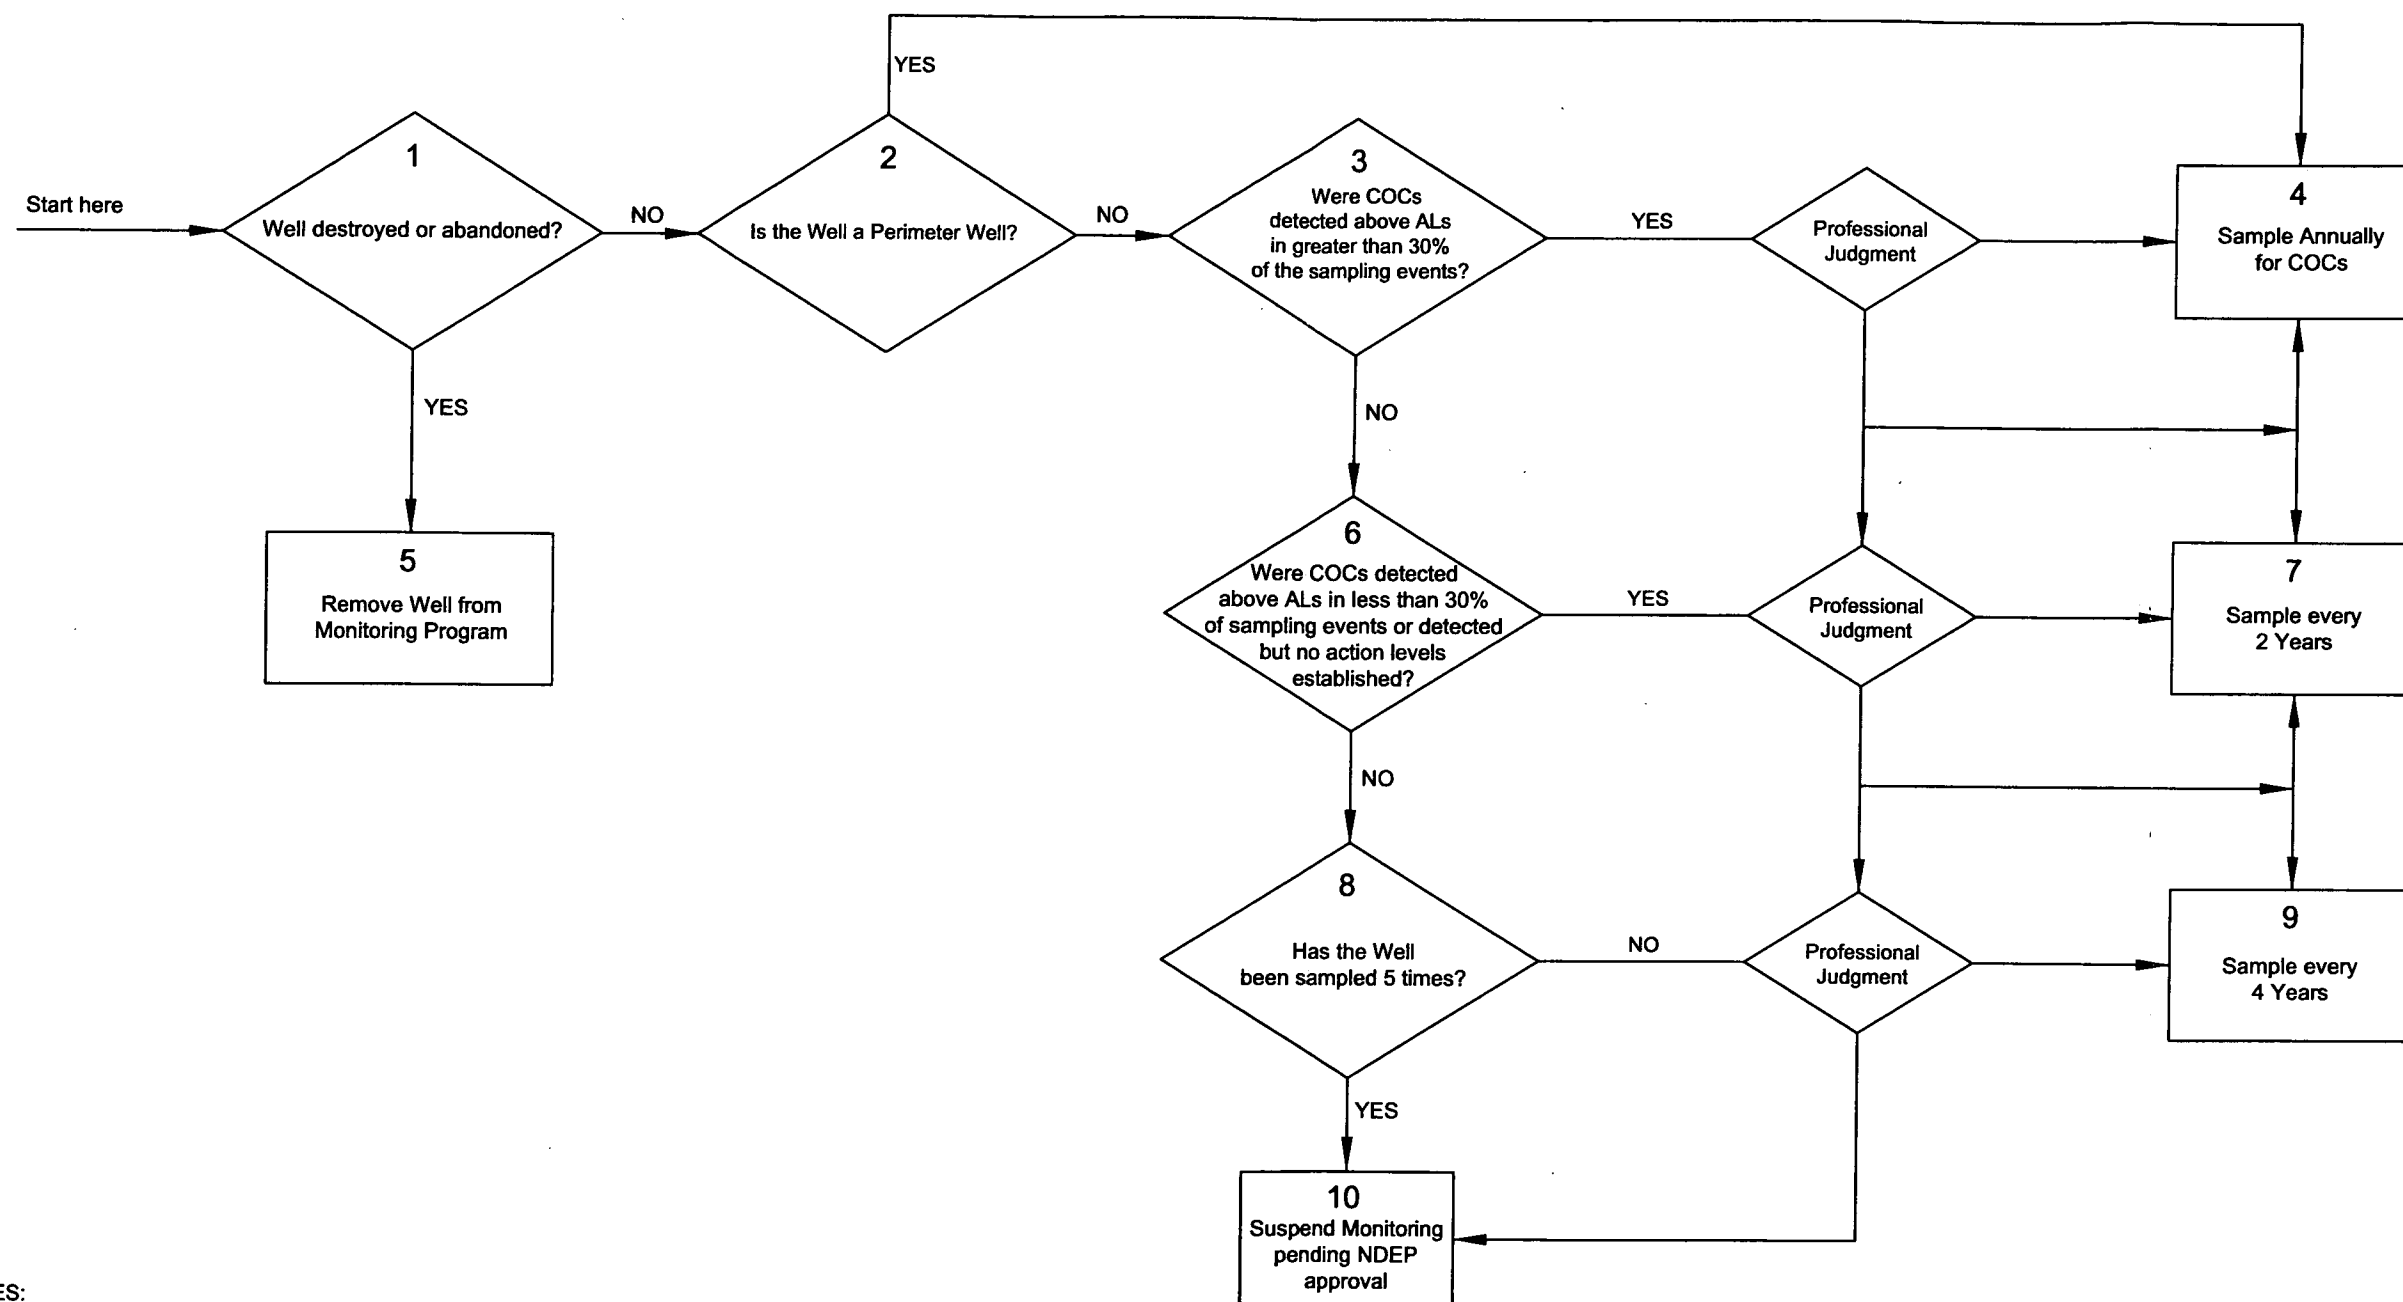 YES
Start here
1
Well destroyed or abandoned?
NO
2
Is the Well a Perimeter Well?
NO
3
Were COCs
detected above ALs
in greater than 30%
of the sampling events?
YES
Professional
Judgment
4
Sample Annually
for COCs
YES
5
Remove Well from
Monitoring Program
NO
6
Were COCs detected
above ALs in less than 30%
of sampling events or detected
but no action levels
established?
YES
Professional
Judgment
7
Sample every
2 Years
NO
8
Has the Well
been sampled 5 times?
NO
Professional
Judgment
9
Sample every
4 Years
YES
10
Suspend Monitoring
pending NDEP
approval
ES: